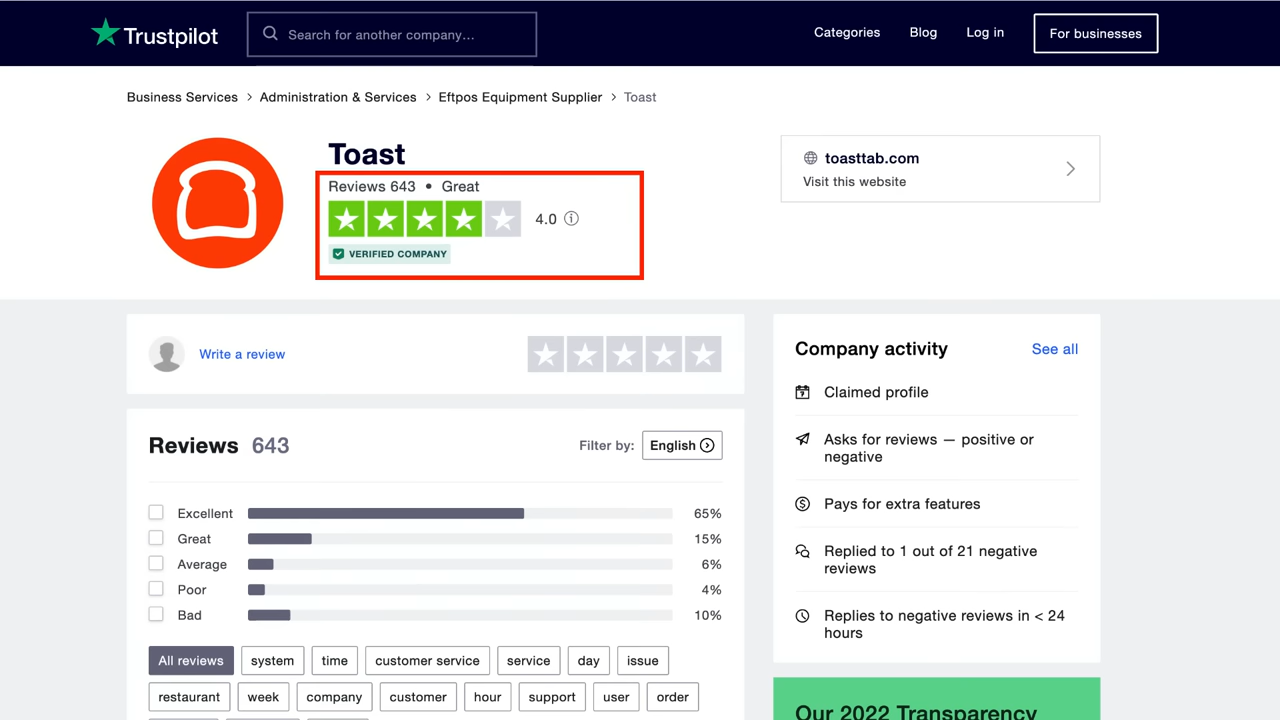 Trustpilot
Search for another company...
Categories
Blog
Log in
For businesses
Business Services > Administration & Services > Eftpos Equipment Supplier > Toast
Toast
Reviews 643 • Great
4.0
VERIFIED COMPANY
toasttab.com
Visit this website
Write a review
Reviews 643
Filter by: English
Excellent 65%
Great 15%
Average 6%
Poor 4%
Bad 10%
All reviews system time customer service service day issue
restaurant week company customer hour support user order
Company activity See all
Claimed profile
Asks for reviews — positive or
negative
Pays for extra features
Replied to 1 out of 21 negative
reviews
Replies to negative reviews in < 24
hours
Our 2022 Transparency